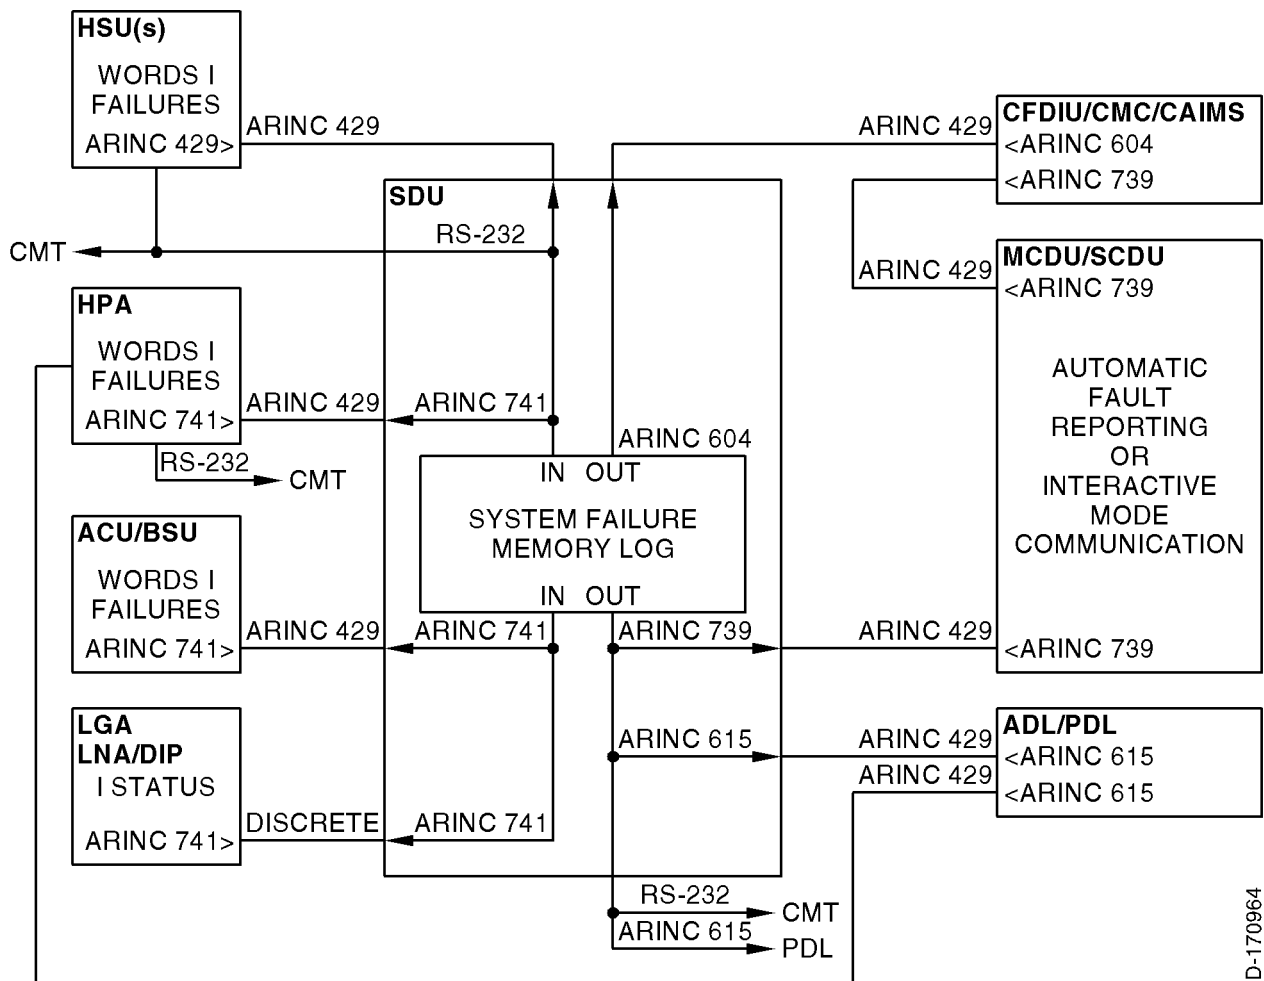 HSU(s)
WORDS I
FAILURES
ARINC 429>
ARINC 429
ARINC 429
CFDIU/CMC/CAIMS
<ARINC 604
<ARINC 739
SDU
RS-232
CMT
ARINC 429
MCDU/SCDU
<ARINC 739
AUTOMATIC
FAULT
REPORTING
OR
INTERACTIVE
MODE
COMMUNICATION
ARINC 429
<ARINC 739
HPA
WORDS I
FAILURES
ARINC 741>
ARINC 429
ARINC 741
RS-232
CMT
ARINC 604
IN OUT
SYSTEM FAILURE
MEMORY LOG
IN OUT
ACU/BSU
WORDS I
FAILURES
ARINC 741>
ARINC 429
ARINC 741
ARINC 739
LGA
LNA/DIP
I STATUS
ARINC 741>
DISCRETE
ARINC 741
ARINC 615
ARINC 429
ARINC 429
ADL/PDL
<ARINC 615
<ARINC 615
RS-232
CMT
ARINC 615
PDL
D-170964